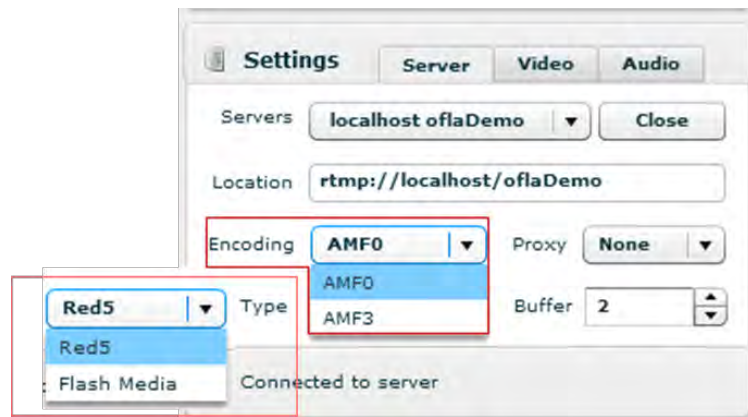 Settings Server Video Audio
Servers localhost oflaDemo Close
Location rtmp://localhost/oflaDemo
Encoding AMF0 Proxy None
AMF0
AMF3
Red5 Type Buffer 2
Red5
Flash Media
Connected to server